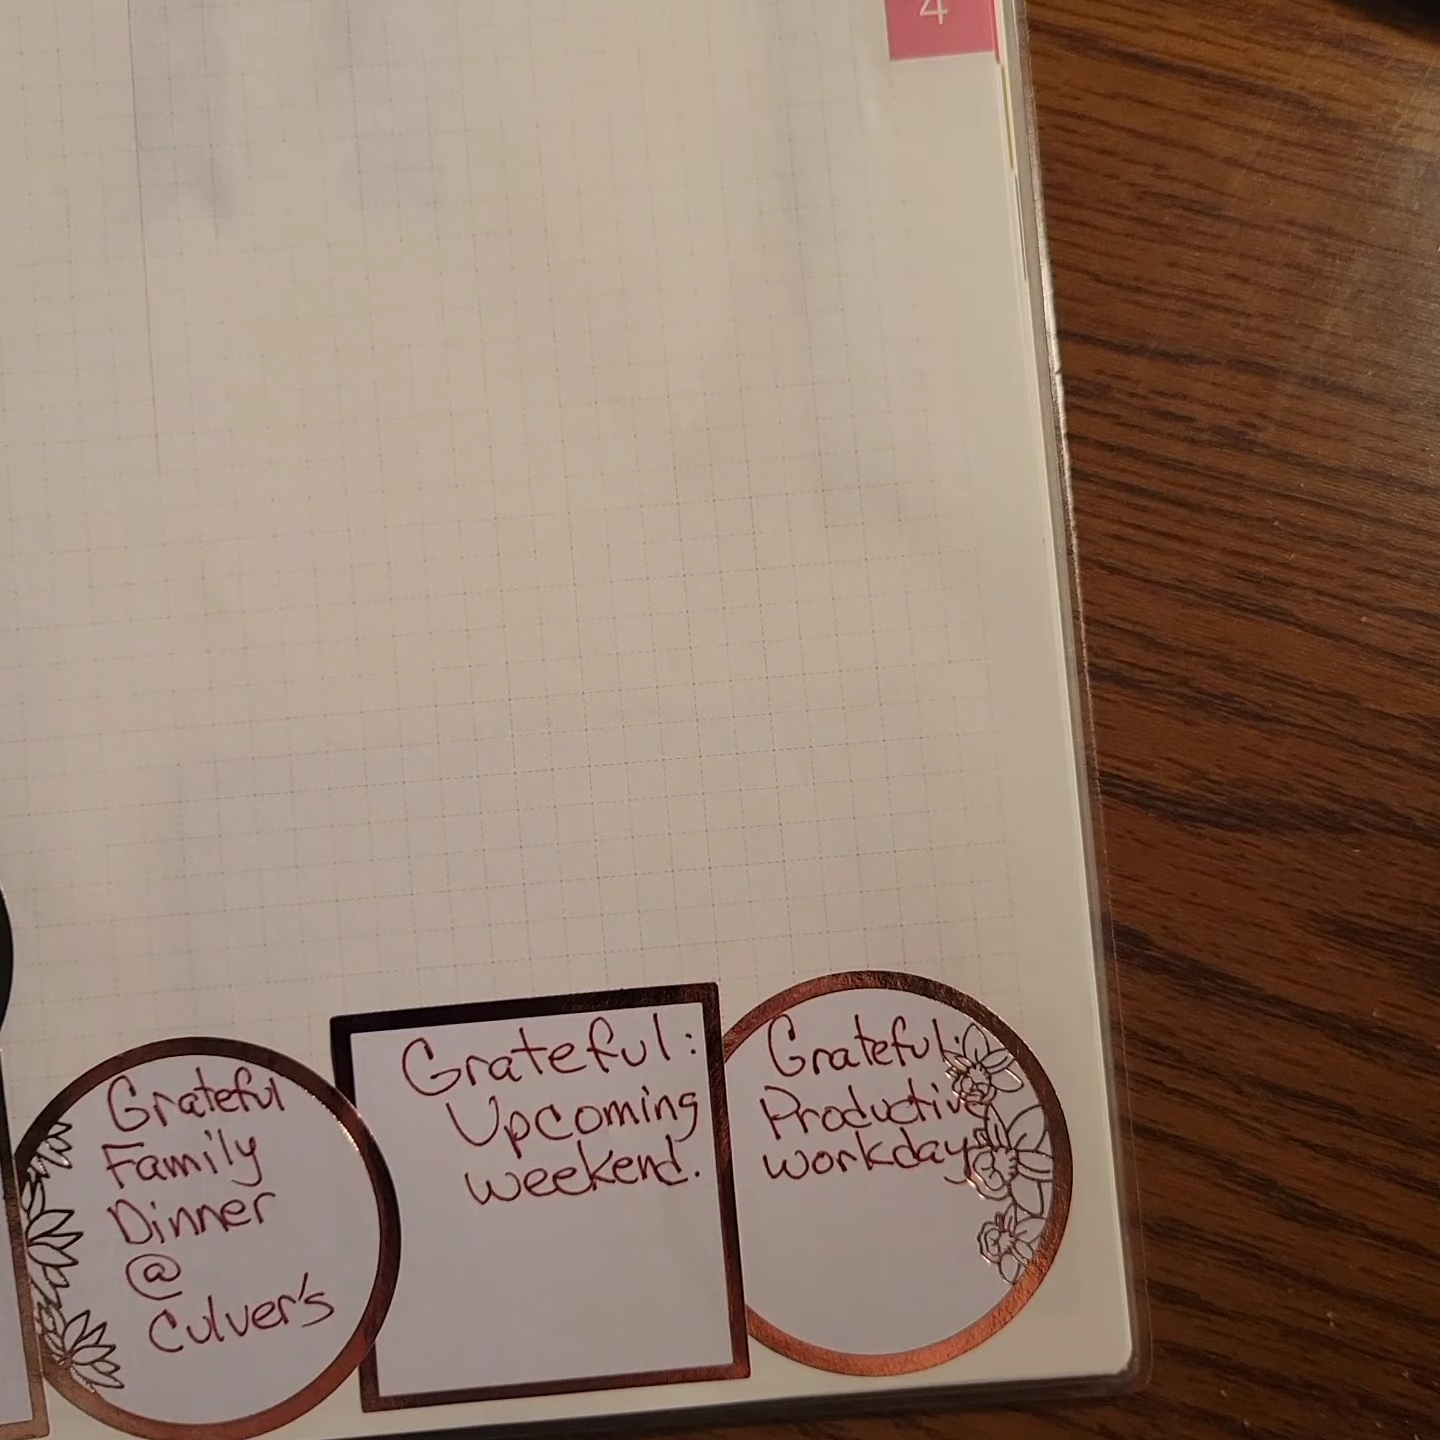 4
Grateful
Family
Dinner
@
Culver's
Grateful:
Upcoming
weekend.
Grateful:
Productive
workday